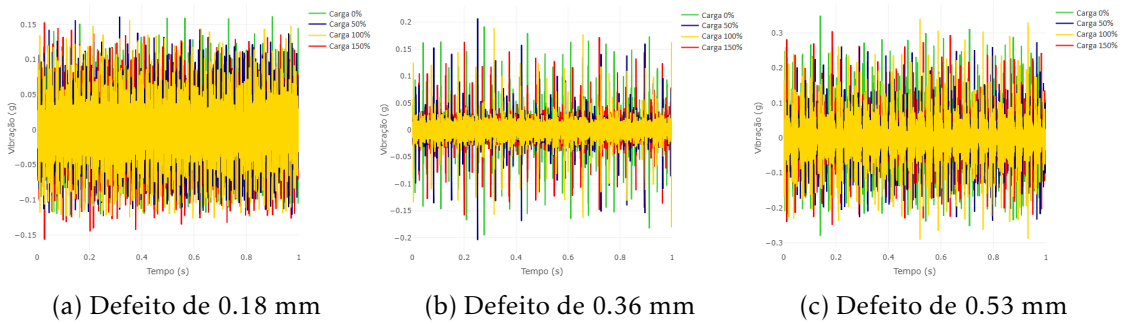 Carga 0%
Carga 50%
Carga 100%
Carga 150%
0.15
0.1
0.05
0
−0.05
−0.1
−0.15
Vibração (g)
0 0.2 0.4 0.6 0.8 1
Tempo (s)
(a) Defeito de 0.18 mm
Carga 0%
Carga 50%
Carga 100%
Carga 150%
0.2
0.15
0.1
0.05
0
−0.05
−0.1
−0.15
−0.2
Vibração (g)
0 0.2 0.4 0.6 0.8 1
Tempo (s)
(b) Defeito de 0.36 mm
Carga 0%
Carga 50%
Carga 100%
Carga 150%
0.3
0.2
0.1
0
−0.1
−0.2
−0.3
Vibração (g)
0 0.2 0.4 0.6 0.8 1
Tempo (s)
(c) Defeito de 0.53 mm